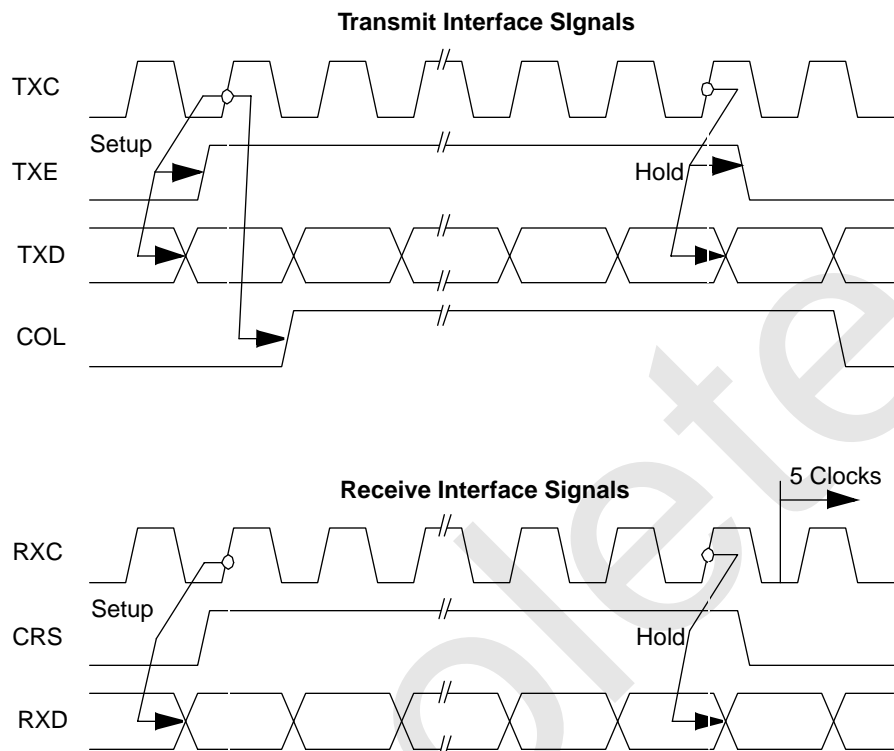 Transmit Interface SIgnals
TXC
Setup
TXE
Hold
TXD
COL
5 Clocks
Receive Interface Signals
RXC
Setup
CRS
Hold
RXD
olete